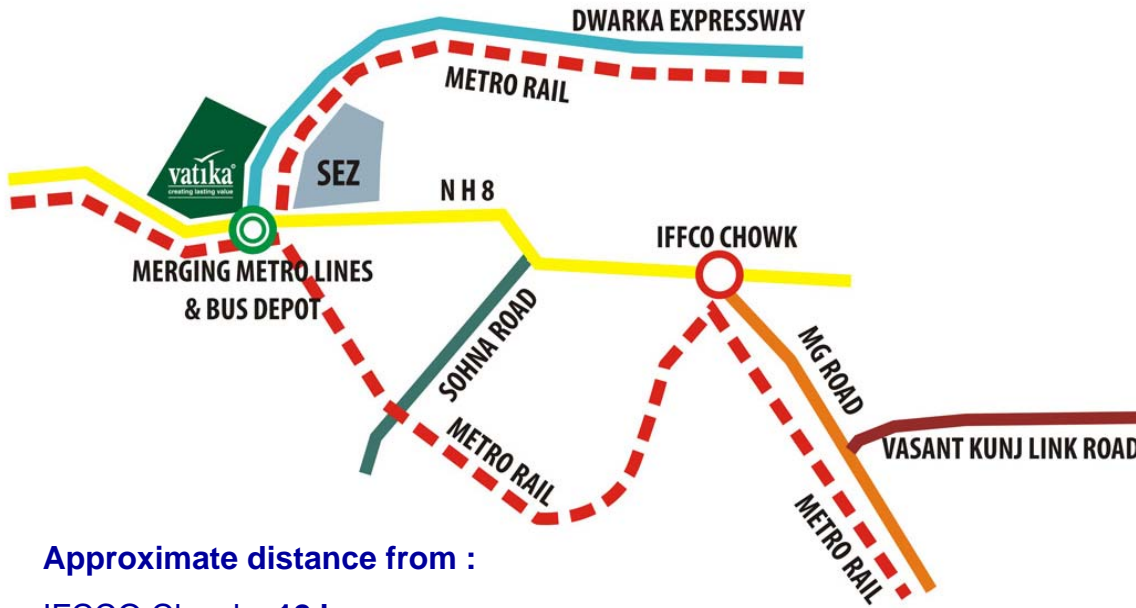 DWARKA EXPRESSWAY
METRO RAIL
vatika
creating lasting value
SEZ
N H 8
IFFCO CHOWK
MERGING METRO LINES
& BUS DEPOT
SOHNA ROAD
MG ROAD
METRO RAIL
VASANT KUNJ LINK ROAD
METRO RAIL
Approximate distance from :